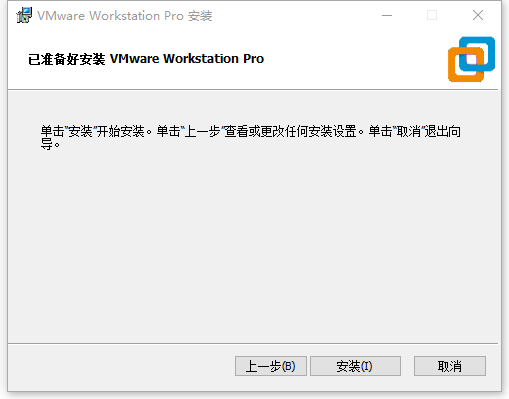 VMware Workstation Pro 安装
已准备好安装 VMware Workstation Pro
单击“安装”开始安装。单击“上一步”查看或更改任何安装设置。单击“取消”退出向
导。
上一步(B) 安装(I) 取消